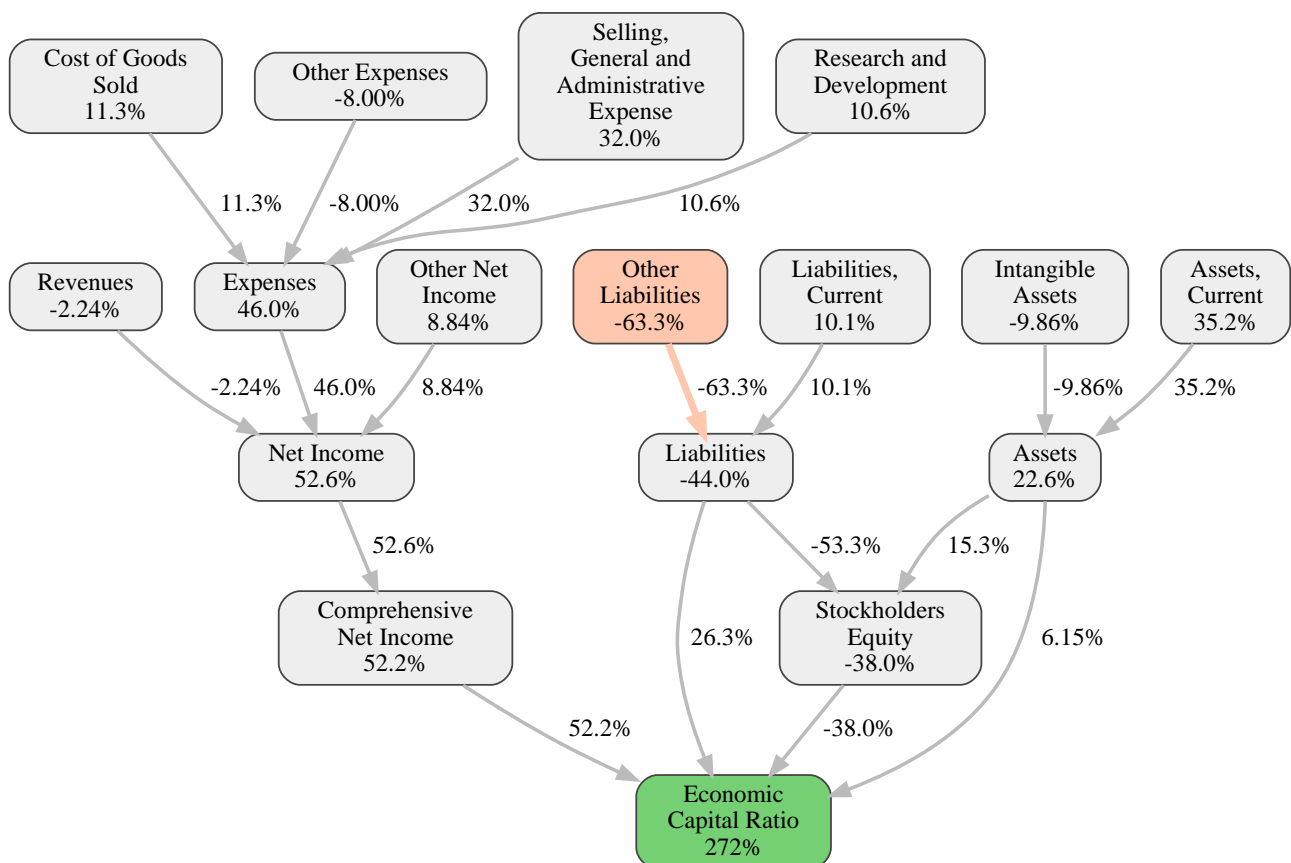 Cost of Goods
Sold
11.3%
Other Expenses
-8.00%
Selling,
General and
Administrative
Expense
32.0%
Research and
Development
10.6%
11.3%
-8.00%
32.0%
10.6%
Revenues
-2.24%
Expenses
46.0%
Other Net
Income
8.84%
Other
Liabilities
-63.3%
Liabilities,
Current
10.1%
Intangible
Assets
-9.86%
Assets,
Current
35.2%
-2.24%
46.0%
8.84%
-63.3%
10.1%
-9.86%
35.2%
Net Income
52.6%
Liabilities
-44.0%
Assets
22.6%
52.6%
-53.3%
15.3%
Comprehensive
Net Income
52.2%
26.3%
Stockholders
Equity
-38.0%
6.15%
52.2%
-38.0%
Economic
Capital Ratio
272%